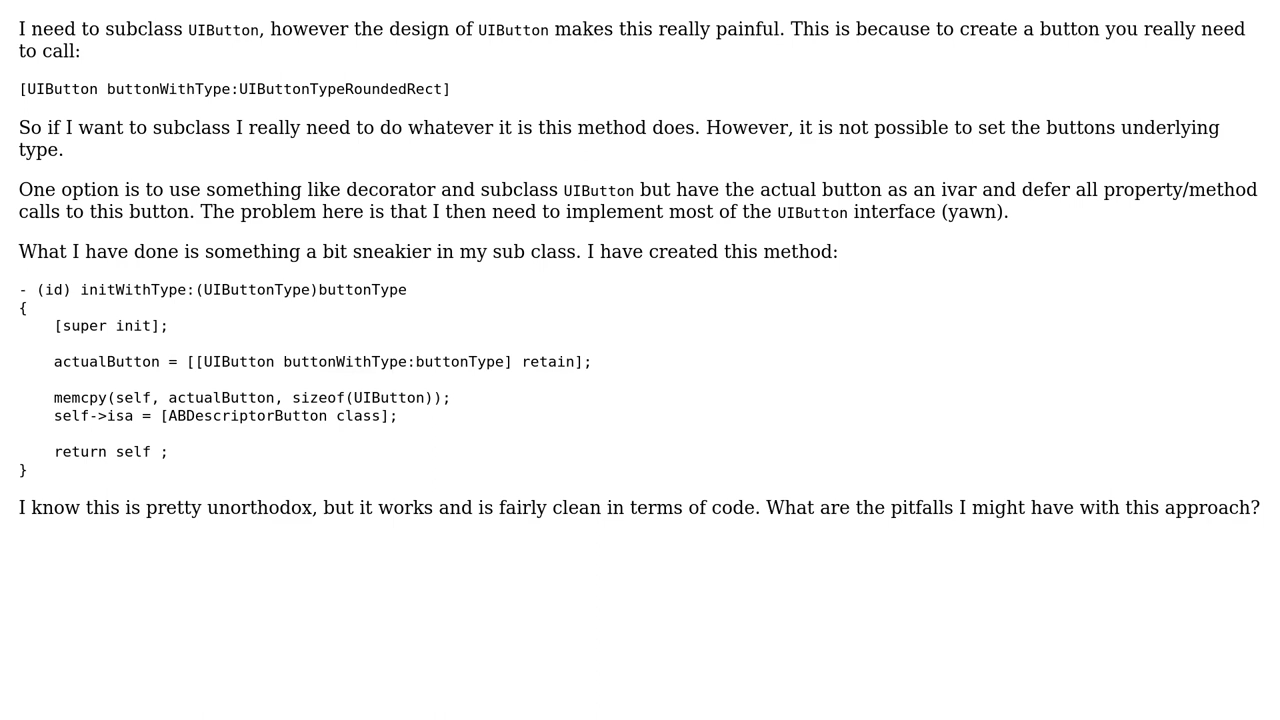 I need to subclass UIButton, however the design of UIButton makes this really painful. This is because to create a button you really need
to call:
[UIButton buttonWithType:UIButtonTypeRoundedRect]
So if I want to subclass I really need to do whatever it is this method does. However, it is not possible to set the buttons underlying
type.
One option is to use something like decorator and subclass UIButton but have the actual button as an ivar and defer all property/method
calls to this button. The problem here is that I then need to implement most of the UIButton interface (yawn).
What I have done is something a bit sneakier in my sub class. I have created this method:
- (id) initWithType:(UIButtonType)buttonType
{
    [super init];
    actualButton = [[UIButton buttonWithType:buttonType] retain];
    memcpy(self, actualButton, sizeof(UIButton));
    self->isa = [ABDescriptorButton class];
    return self ;
}
I know this is pretty unorthodox, but it works and is fairly clean in terms of code. What are the pitfalls I might have with this approach?